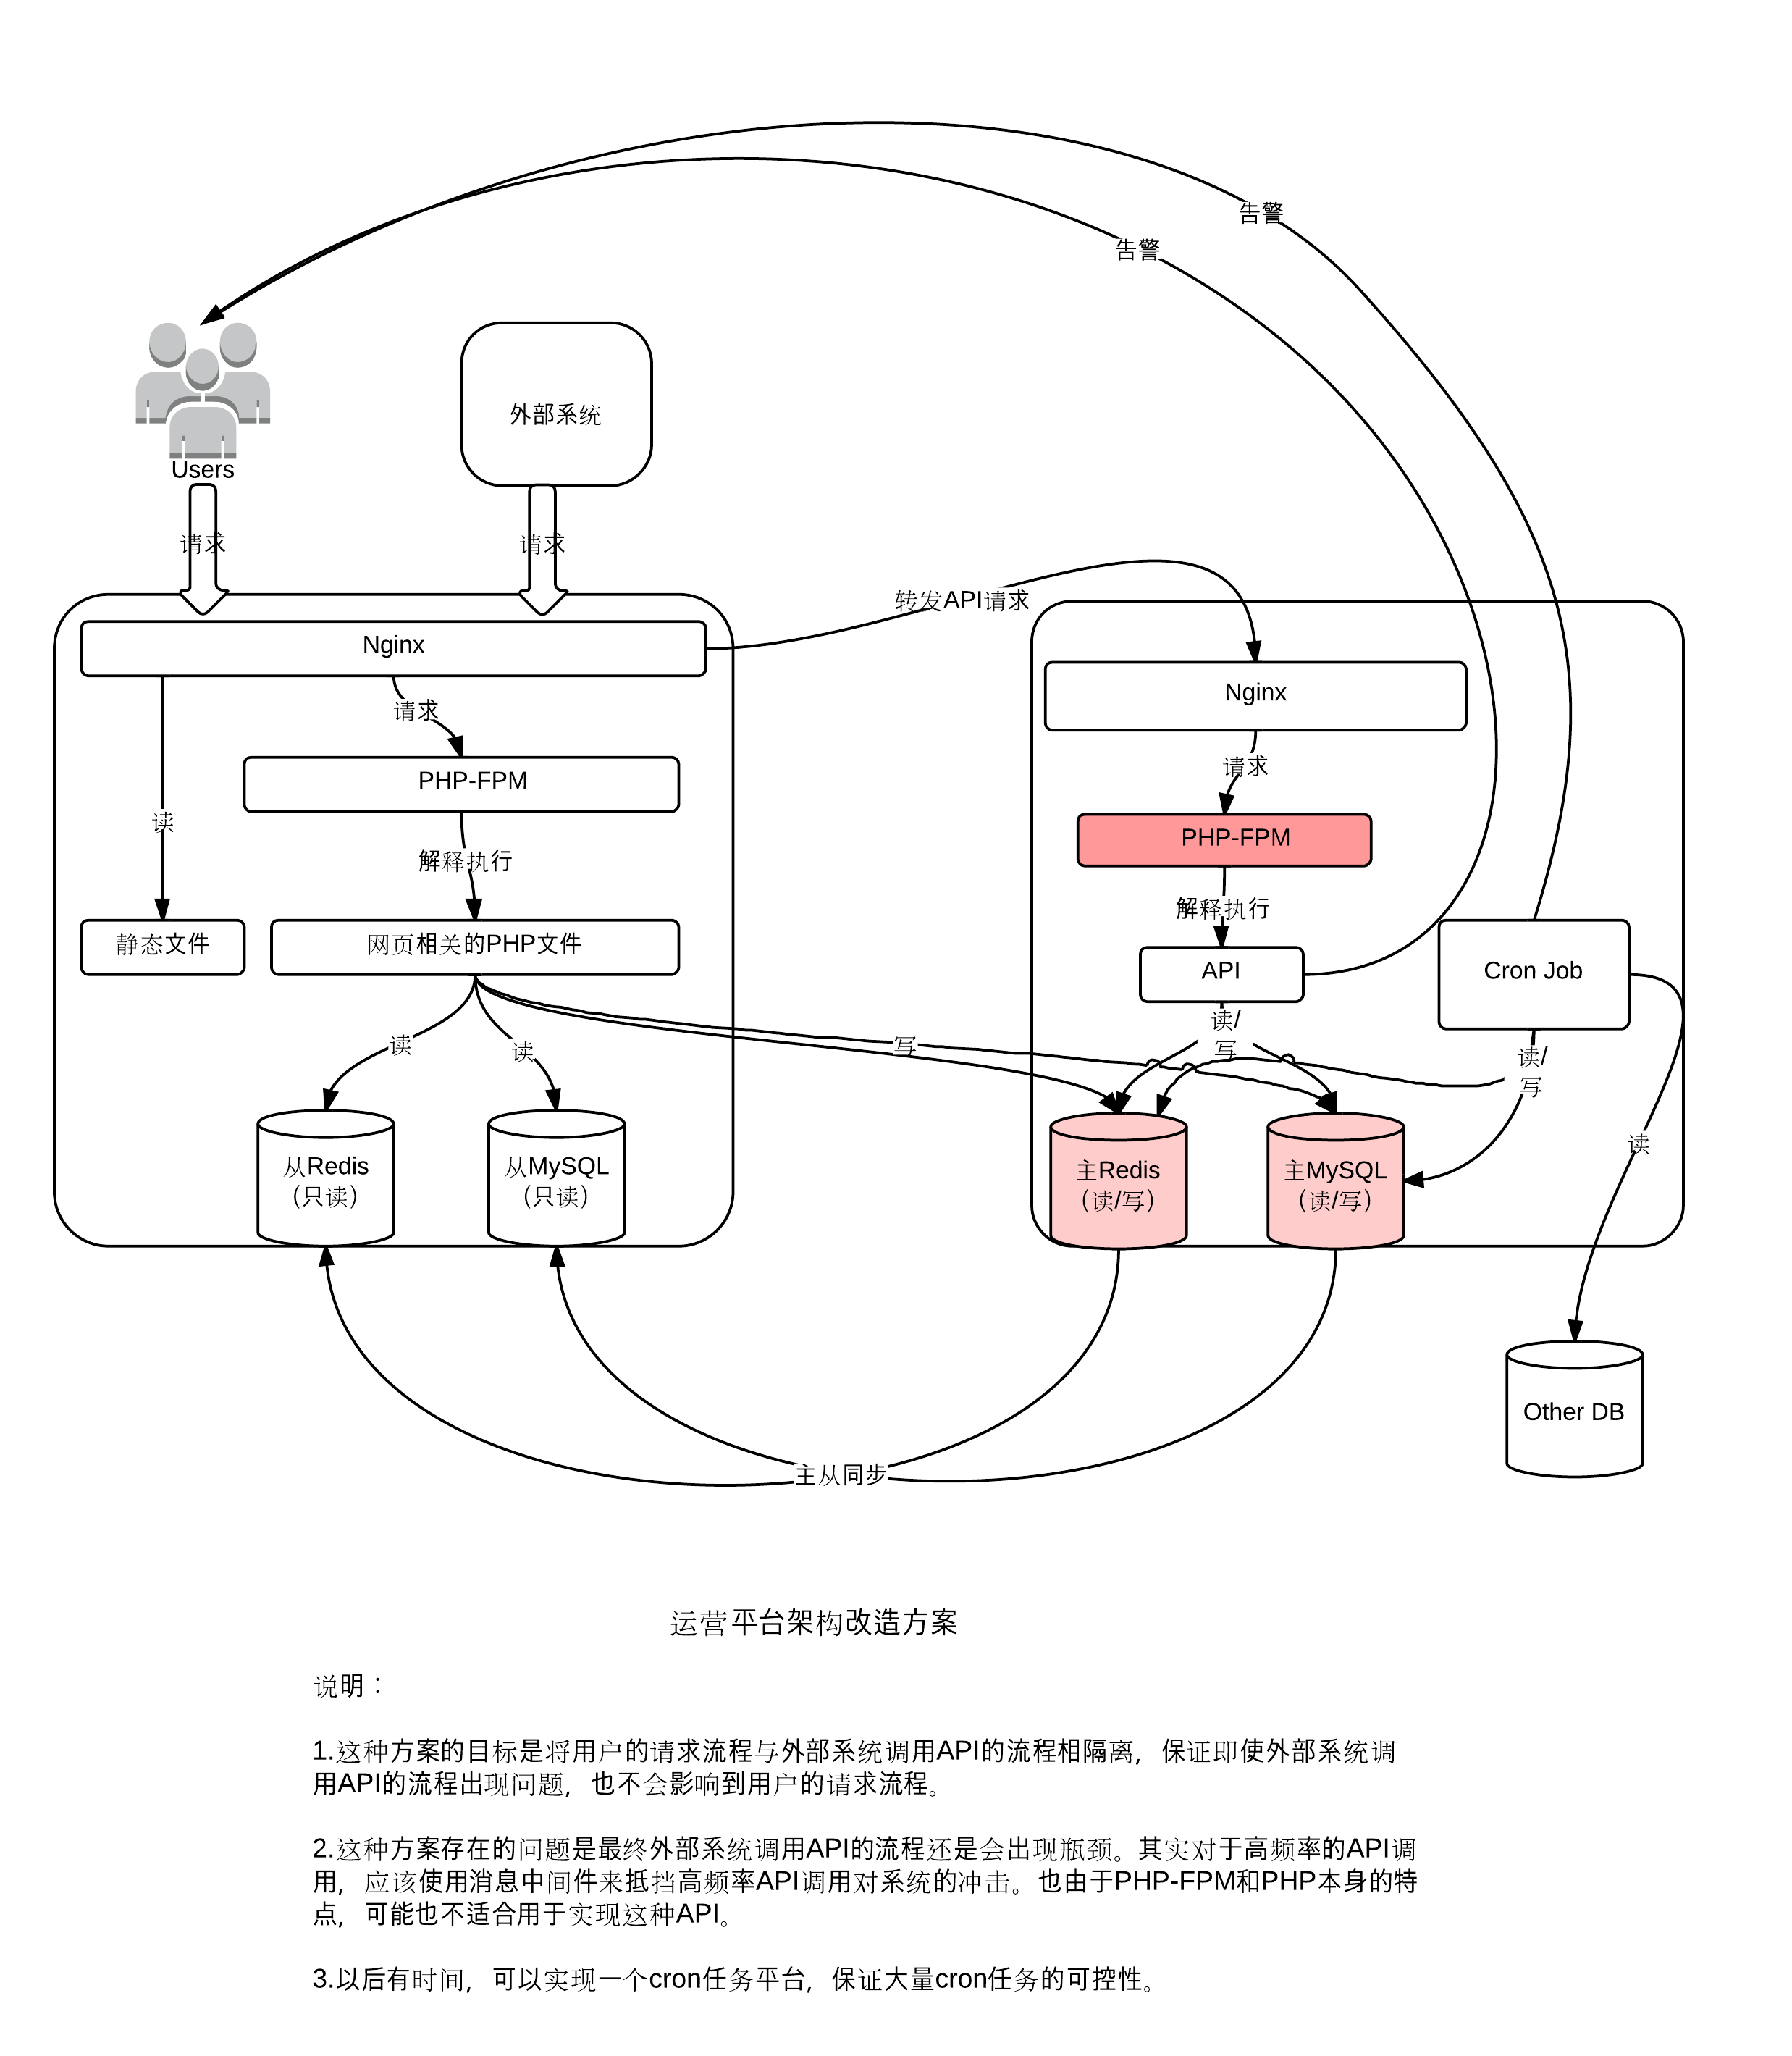 告警
告警
外部系统
Users
请求
请求
转发API请求
Nginx
Nginx
请求
请求
PHP-FPM
PHP-FPM
读
解释执行
解释执行
静态文件
网页相关的PHP文件
API
Cron Job
读/
写
读
读
写
读/
写
读
从Redis
（只读）
从MySQL
（只读）
主Redis
（读/写）
主MySQL
（读/写）
Other DB
主从同步
运营平台架构改造方案
说明：
1.这种方案的目标是将用户的请求流程与外部系统调用API的流程相隔离，保证即使外部系统调
用API的流程出现问题，也不会影响到用户的请求流程。
2.这种方案存在的问题是最终外部系统调用API的流程还是会出现瓶颈。其实对于高频率的API调
用，应该使用消息中间件来抵挡高频率API调用对系统的冲击。也由于PHP-FPM和PHP本身的特
点，可能也不适合用于实现这种API。
3.以后有时间，可以实现一个cron任务平台，保证大量cron任务的可控性。